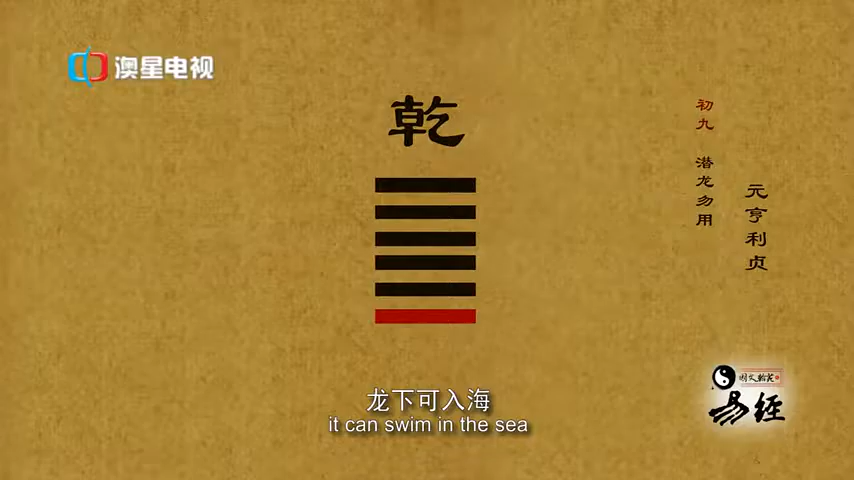 澳星电视
乾
初九 潜龙勿用
元亨利贞
易经
龙下可入海
it can swim in the sea